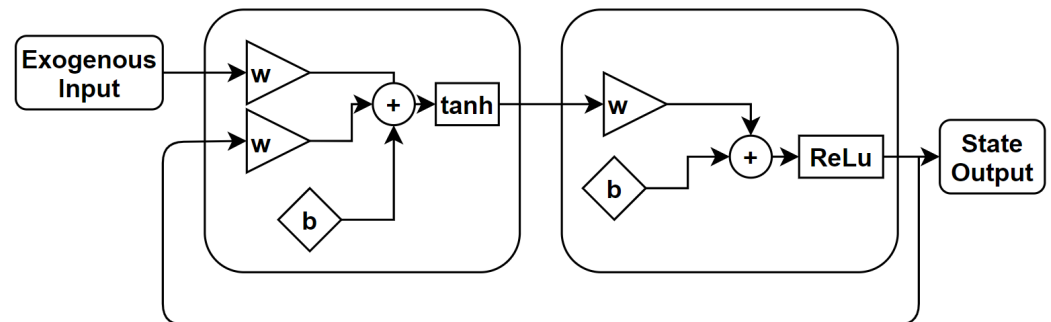 Exogenous
Input
w
w
b
+
tanh
w
b
+
ReLu
State
Output